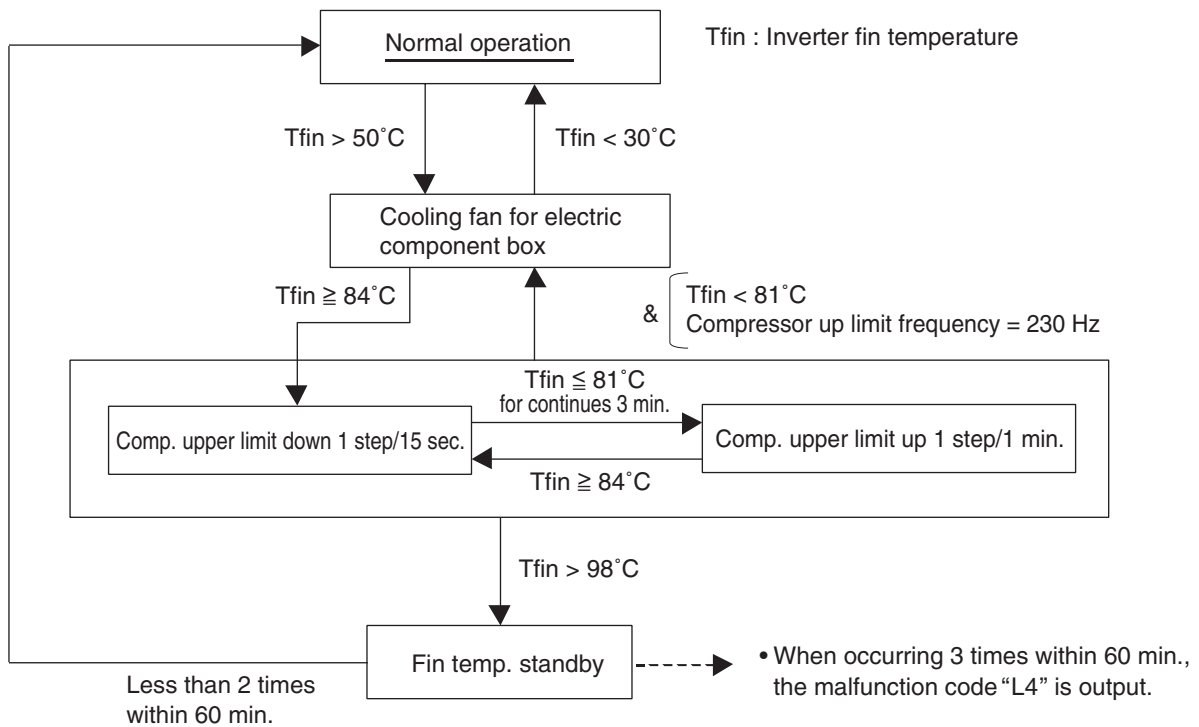 Normal operation
Tfin : Inverter fin temperature
Tfin > 50˚C
Tfin < 30˚C
Cooling fan for electric
component box
Tfin ≧ 84˚C
&
Tfin < 81˚C
Compressor up limit frequency = 230 Hz
Tfin ≦ 81˚C
for continues 3 min.
Comp. upper limit down 1 step/15 sec.
Comp. upper limit up 1 step/1 min.
Tfin ≧ 84˚C
Tfin > 98˚C
Fin temp. standby
• When occurring 3 times within 60 min.,
the malfunction code “L4” is output.
Less than 2 times
within 60 min.